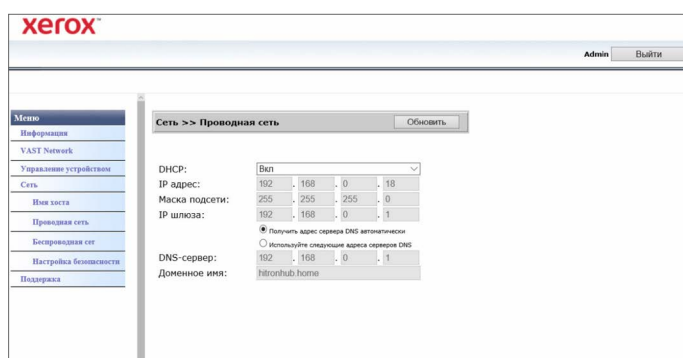 xerox™
Admin Выйти
Меню
Информация
VAST Network
Управление устройством
Сеть
Имя хоста
Проводная сеть
Беспроводная сет
Настройка безопасности
Поддержка
Сеть >> Проводная сеть Обновить
DHCP: Вкл
IP адрес: 192 . 168 . 0 . 18
Маска подсети: 255 . 255 . 255 . 0
IP шлюза: 192 . 168 . 0 . 1
Получить адрес сервера DNS автоматически
Используйте следующие адреса серверов DNS
DNS-сервер: 192 . 168 . 0 . 1
Доменное имя: hitronhub.home